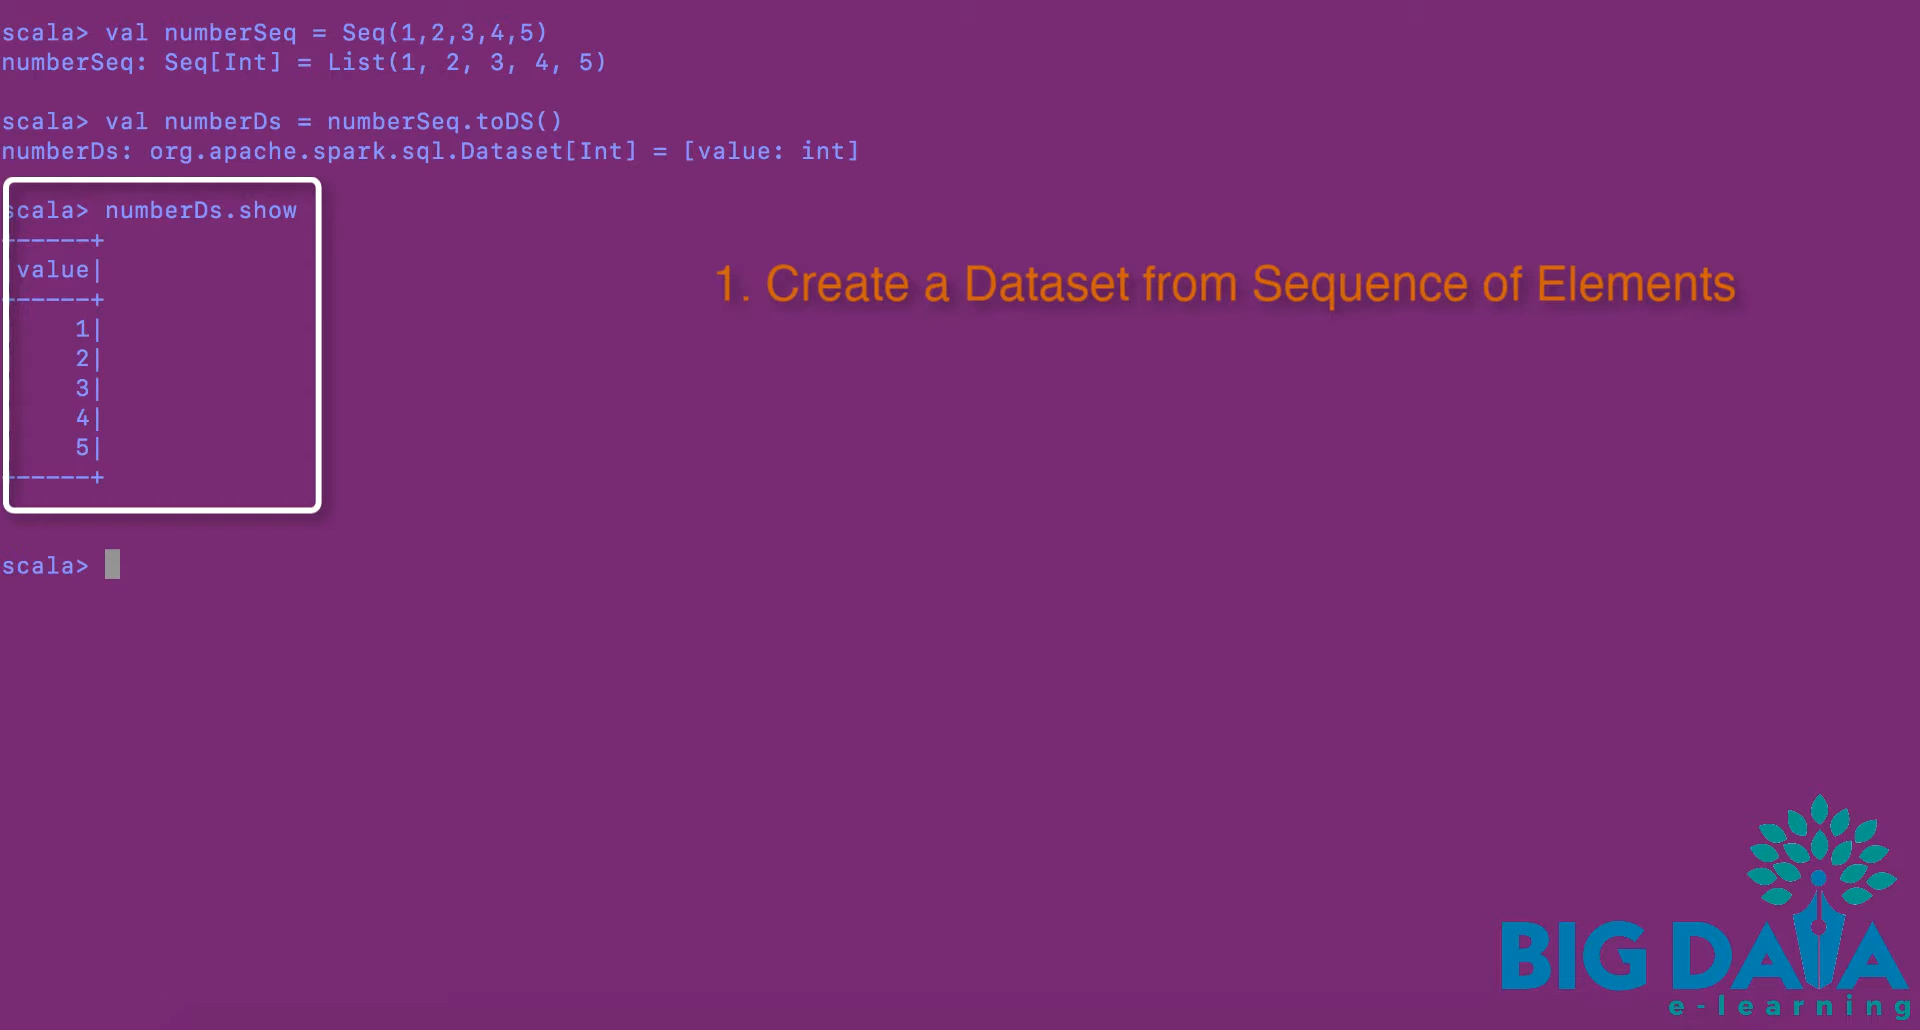 scala> val numberSeq = Seq(1,2,3,4,5)
numberSeq: Seq[Int] = List(1, 2, 3, 4, 5)
scala> val numberDs = numberSeq.toDS()
numberDs: org.apache.spark.sql.Dataset[Int] = [value: int]
scala> numberDs.show
------+
value|
------+
1|
2|
3|
4|
5|
------+
1. Create a Dataset from Sequence of Elements
scala>
BIG DATA
e-learning